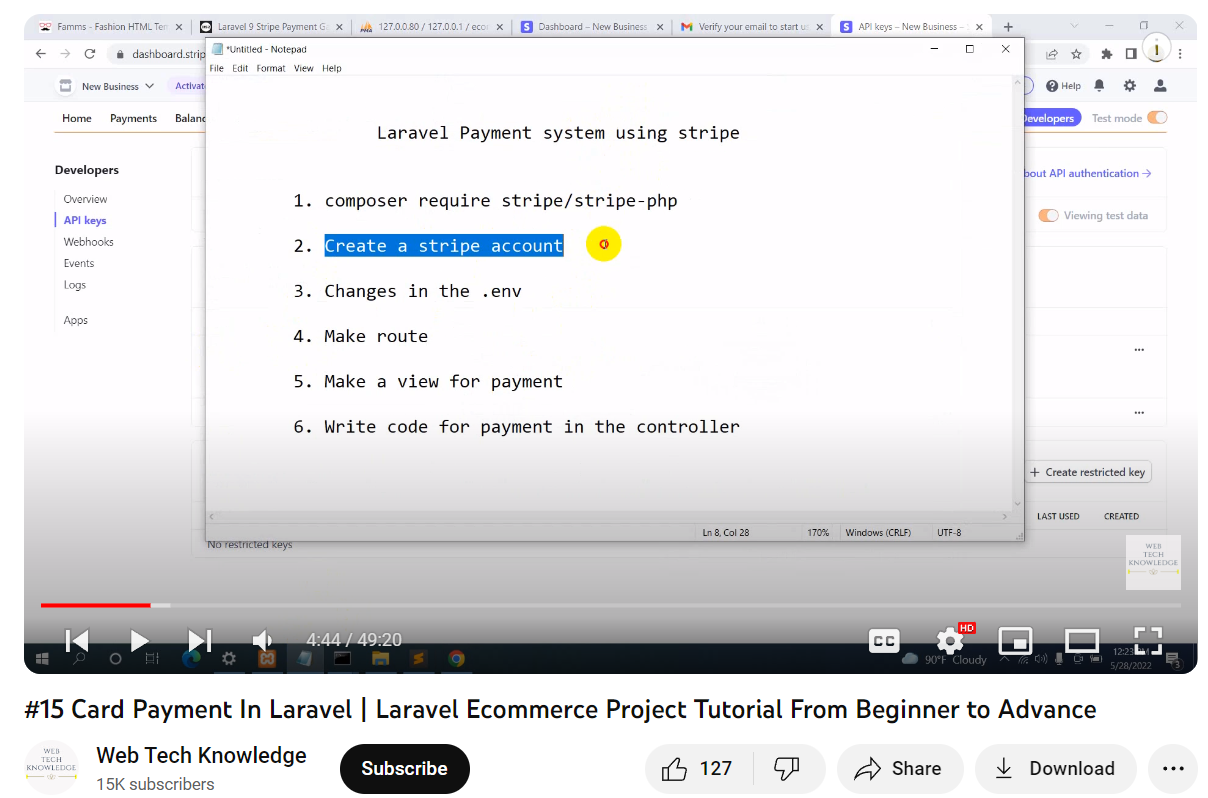 Famms - Fashion HTML Tem
Laravel 9 Stripe Payment Ga
127.0.0.80 / 127.0.0.1 / ecom
Dashboard – New Business
Verify your email to start us
API keys – New Business –
dashboard.strip
*Untitled - Notepad
File Edit Format View Help
New Business
Activat
Help
Home Payments Balanc
Developers
Test mode
Laravel Payment system using stripe
Developers
Overview
API keys
Webhooks
Events
Logs
Apps
bout API authentication →
Viewing test data
1. composer require stripe/stripe-php
2. Create a stripe account
3. Changes in the .env
4. Make route
5. Make a view for payment
6. Write code for payment in the controller
+ Create restricted key
LAST USED CREATED
Ln 8, Col 28 170% Windows (CRLF) UTF-8
No restricted keys
WEB
TECH
KNOWLEDGE
4:44 / 49:20
CC
HD
90°F Cloudy
5/28/2022
3
#15 Card Payment In Laravel | Laravel Ecommerce Project Tutorial From Beginner to Advance
WEB
TECH
KNOWLEDGE
Web Tech Knowledge
15K subscribers
Subscribe
127
Share
Download